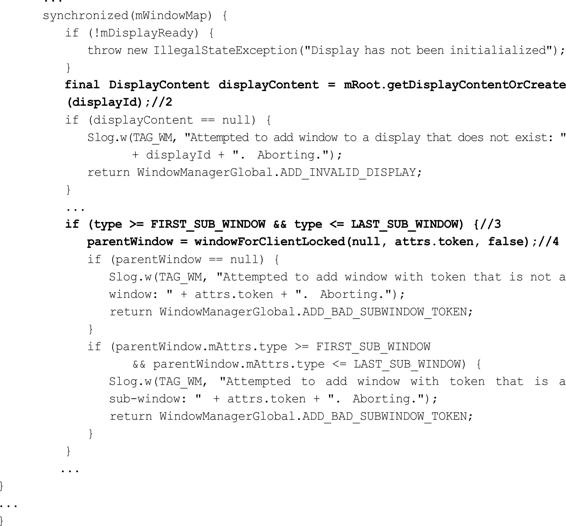 ...
synchronized(mWindowMap) {
if (!mDisplayReady) {
throw new IllegalStateException("Display has not been initialialized");
}
final DisplayContent displayContent = mRoot.getDisplayContentOrCreate
(displayId);//2
if (displayContent == null) {
Slog.w(TAG_WM, "Attempted to add window to a display that does not exist: "
+ displayId + ". Aborting.");
return WindowManagerGlobal.ADD_INVALID_DISPLAY;
}
...
if (type >= FIRST_SUB_WINDOW && type <= LAST_SUB_WINDOW) {//3
parentWindow = windowForClientLocked(null, attrs.token, false);//4
if (parentWindow == null) {
Slog.w(TAG_WM, "Attempted to add window with token that is not a
window: " + attrs.token + ". Aborting.");
return WindowManagerGlobal.ADD_BAD_SUBWINDOW_TOKEN;
}
if (parentWindow.mAttrs.type >= FIRST_SUB_WINDOW
&& parentWindow.mAttrs.type <= LAST_SUB_WINDOW) {
Slog.w(TAG_WM, "Attempted to add window with token that is a
sub-window: " + attrs.token + ". Aborting.");
return WindowManagerGlobal.ADD_BAD_SUBWINDOW_TOKEN;
}
}
...
}
...
}